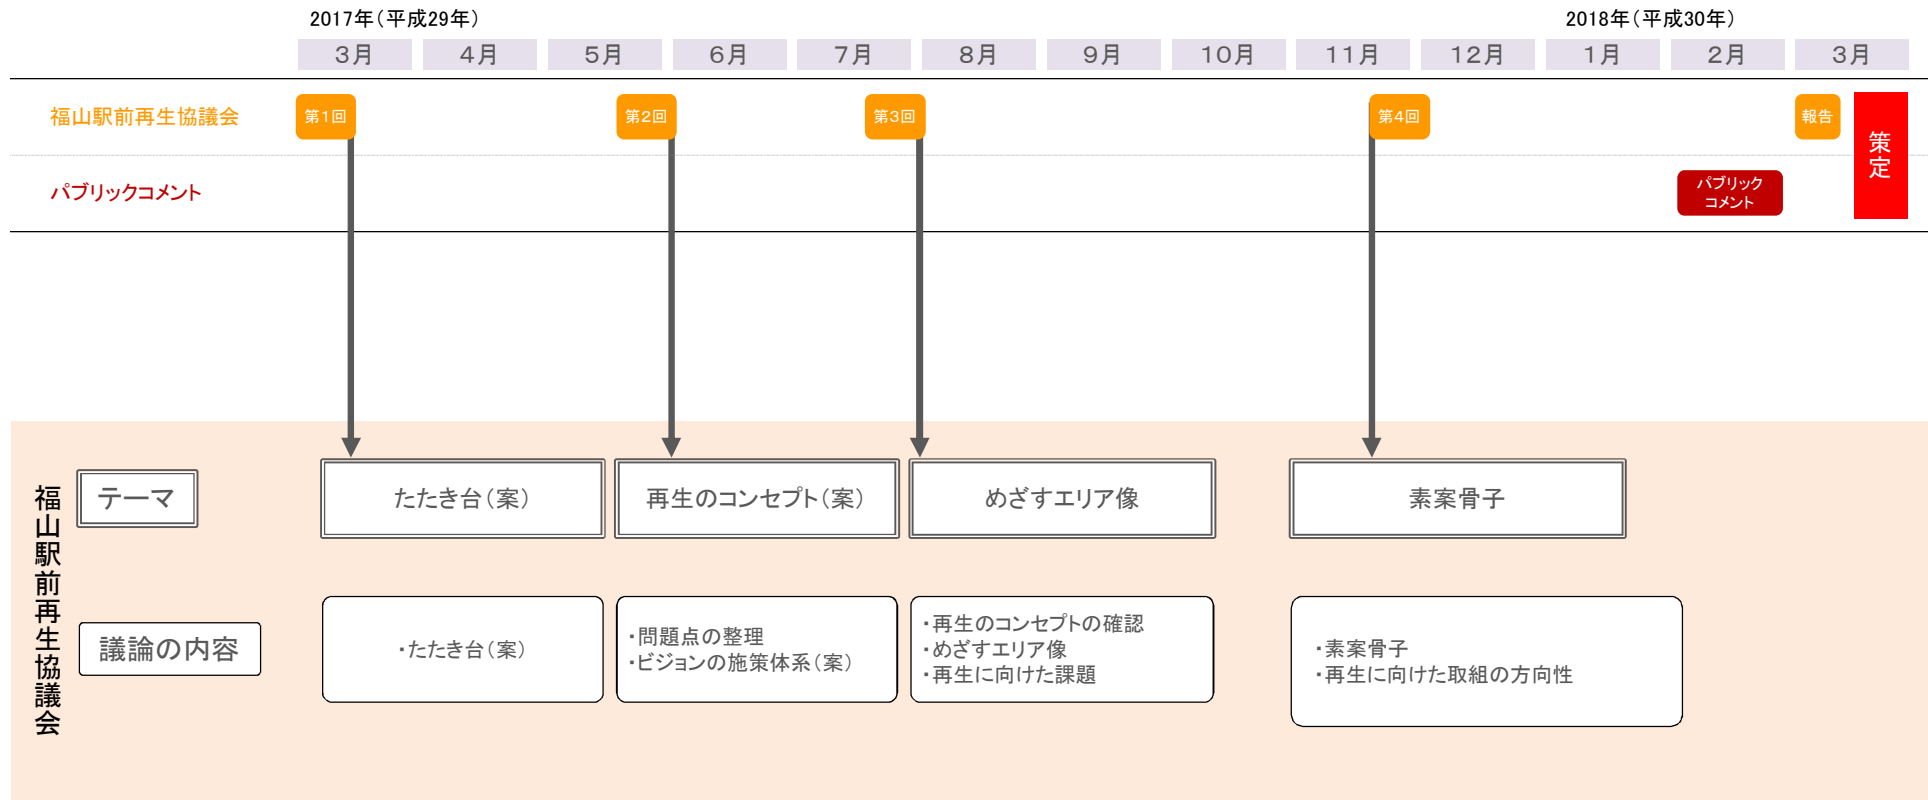 2017年（平成29年）
2018年（平成30年）
3月
4月
5月
6月
7月
8月
9月
10月
11月
12月
1月
2月
3月
福山駅前再生協議会
第1回
第2回
第3回
第4回
報告
策定
パブリックコメント
パブリック
コメント
福山駅前再生協議会
テーマ
たたき台（案）
再生のコンセプト（案）
めざすエリア像
素案骨子
議論の内容
・たたき台（案）
・問題点の整理
・ビジョンの施策体系（案）
・再生のコンセプトの確認
・めざすエリア像
・再生に向けた課題
・素案骨子
・再生に向けた取組の方向性